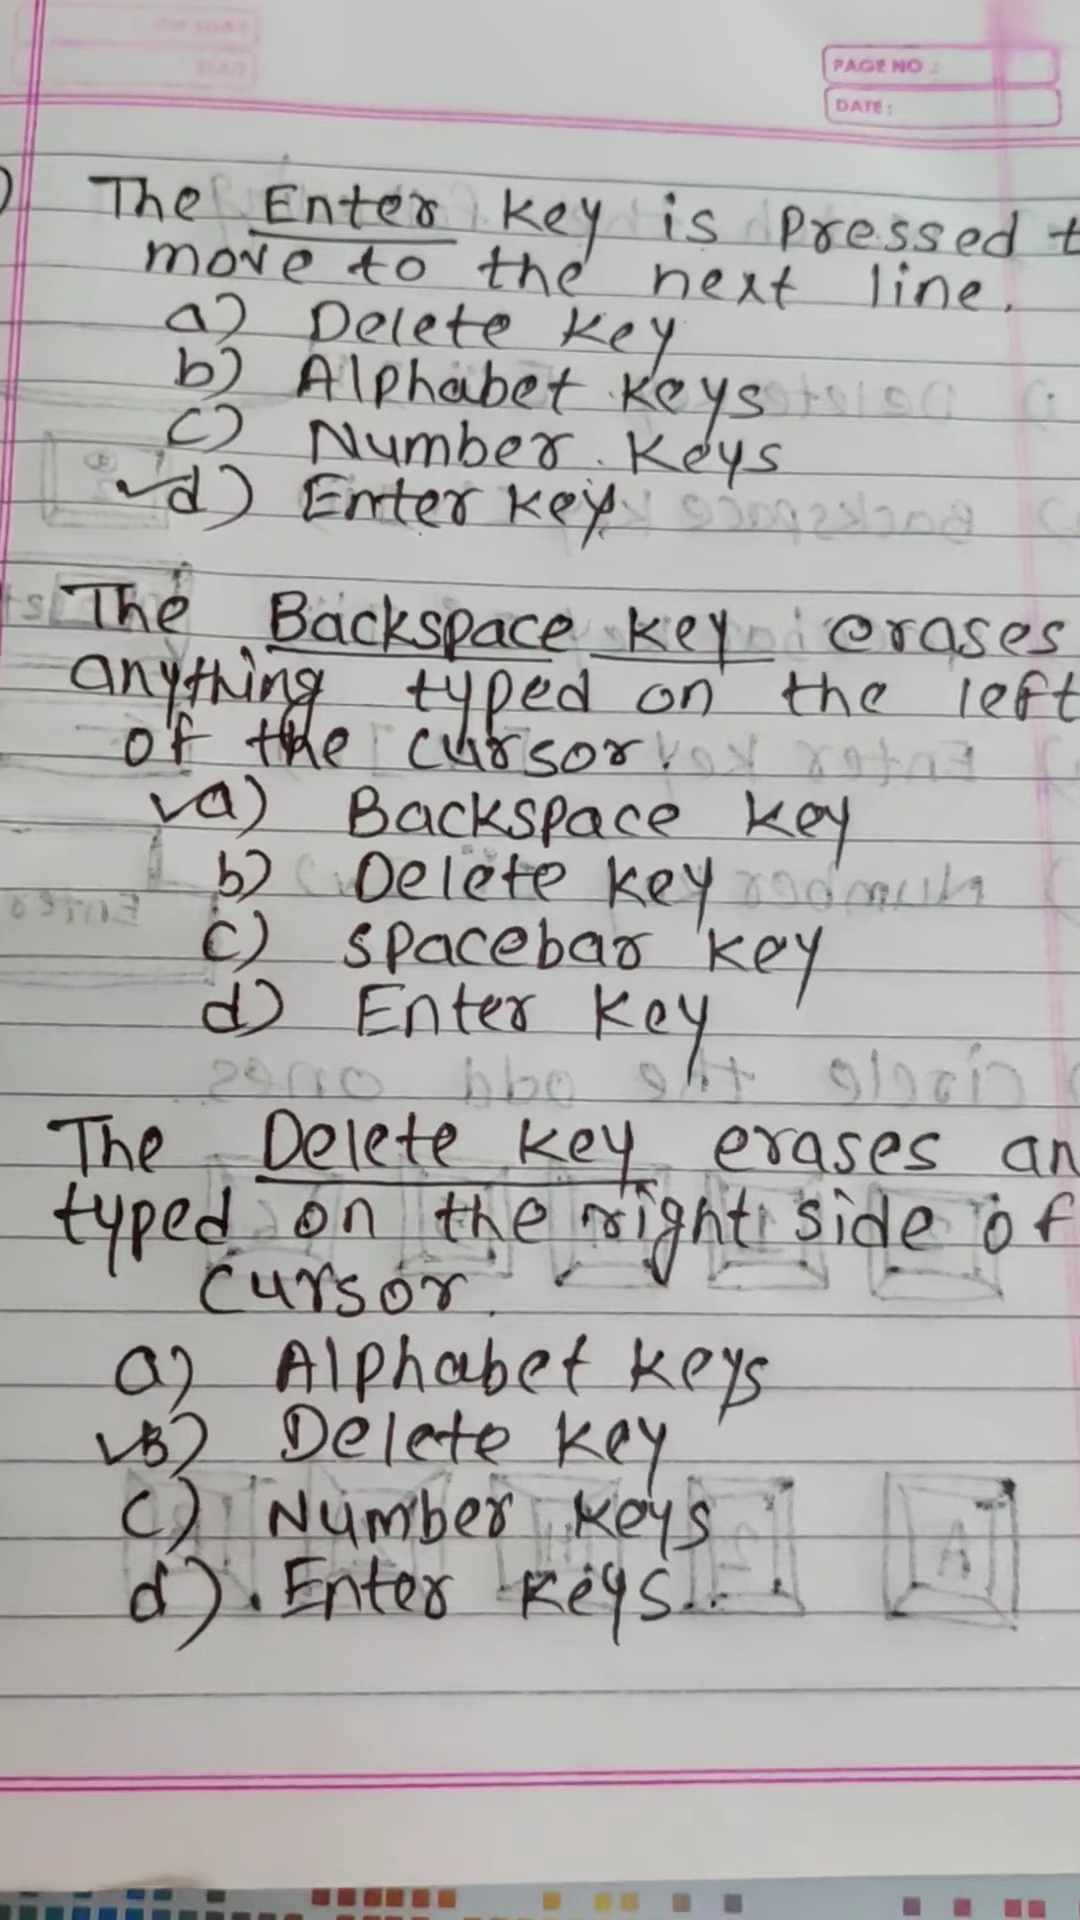 PAGE NO :
DATE :
The Enter key is Pressed t
move to the next line.
a) Delete key
b) Alphabet keys
c) Number keys
d) Enter key
The Backspace key erases
anything typed on the left
of the cursor
a) Backspace key
b) Delete key
c) spacebar key
d) Enter key
The Delete key erases an
typed on the right side of
cursor.
a) Alphabet keys
B) Delete key
c) Number keys
d) Enter keys.